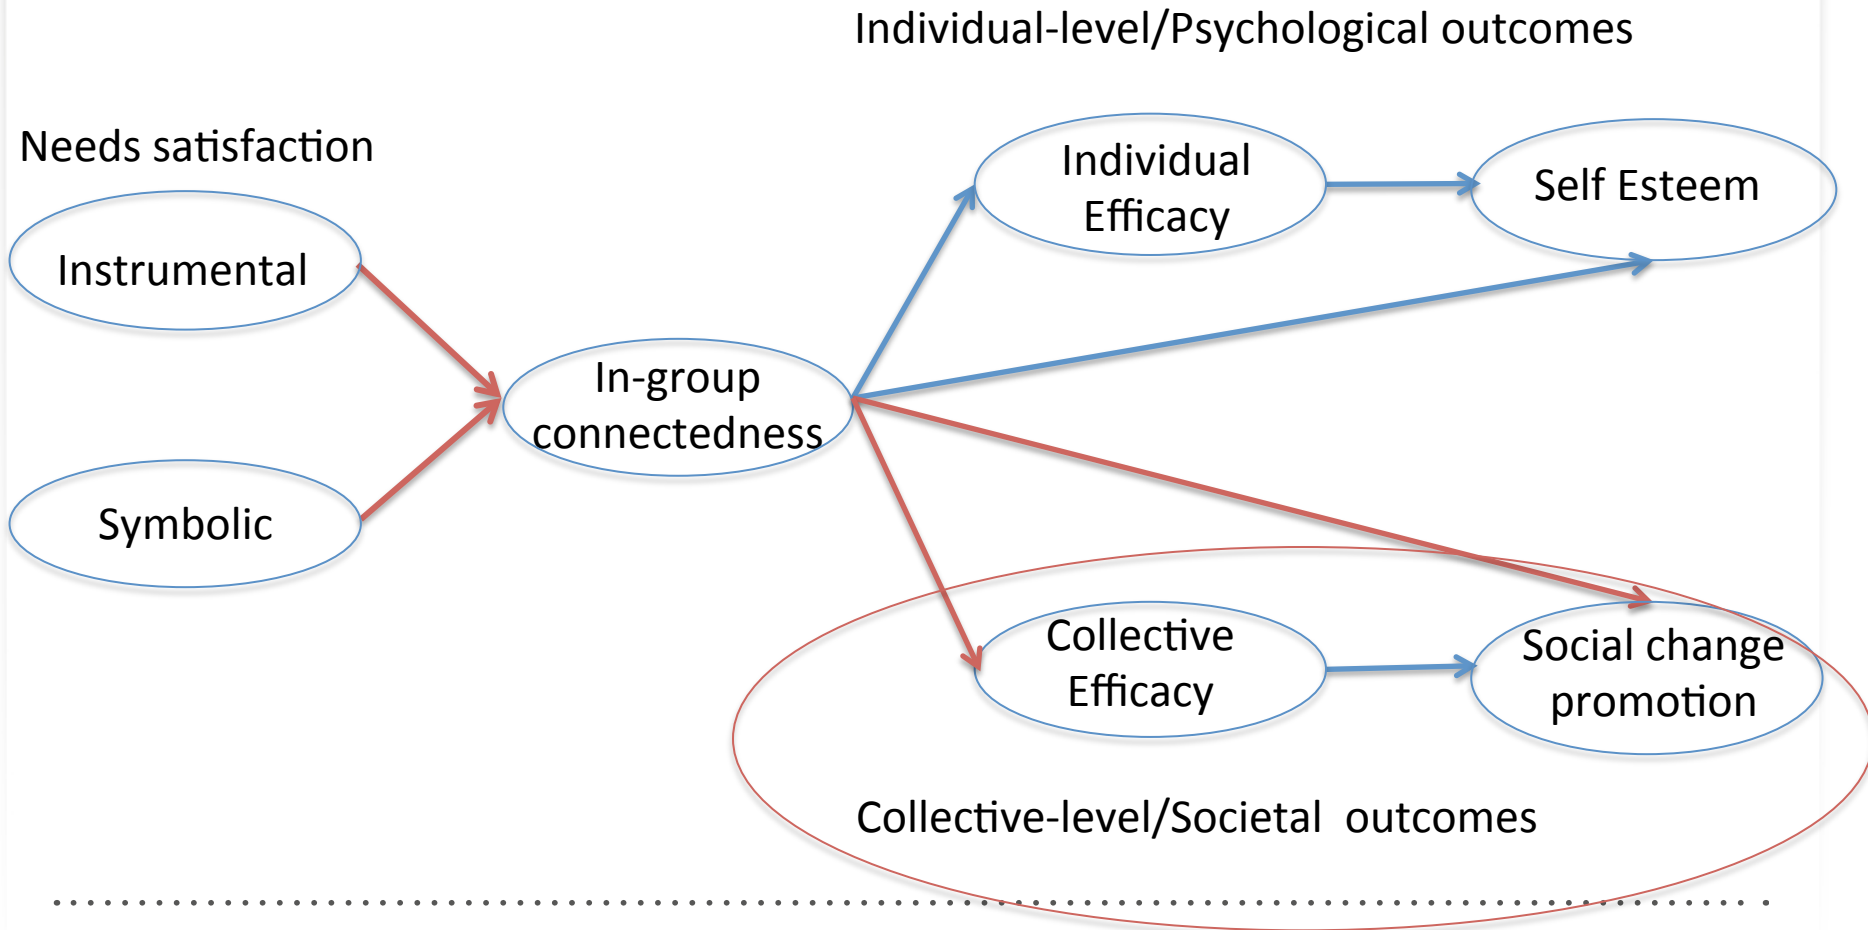 Individual-level/Psychological outcomes
Needs satisfaction
Individual
Efficacy
Self Esteem
Instrumental
In-group
connectedness
Symbolic
Collective
Efficacy
Social change
promotion
Collective-level/Societal  outcomes